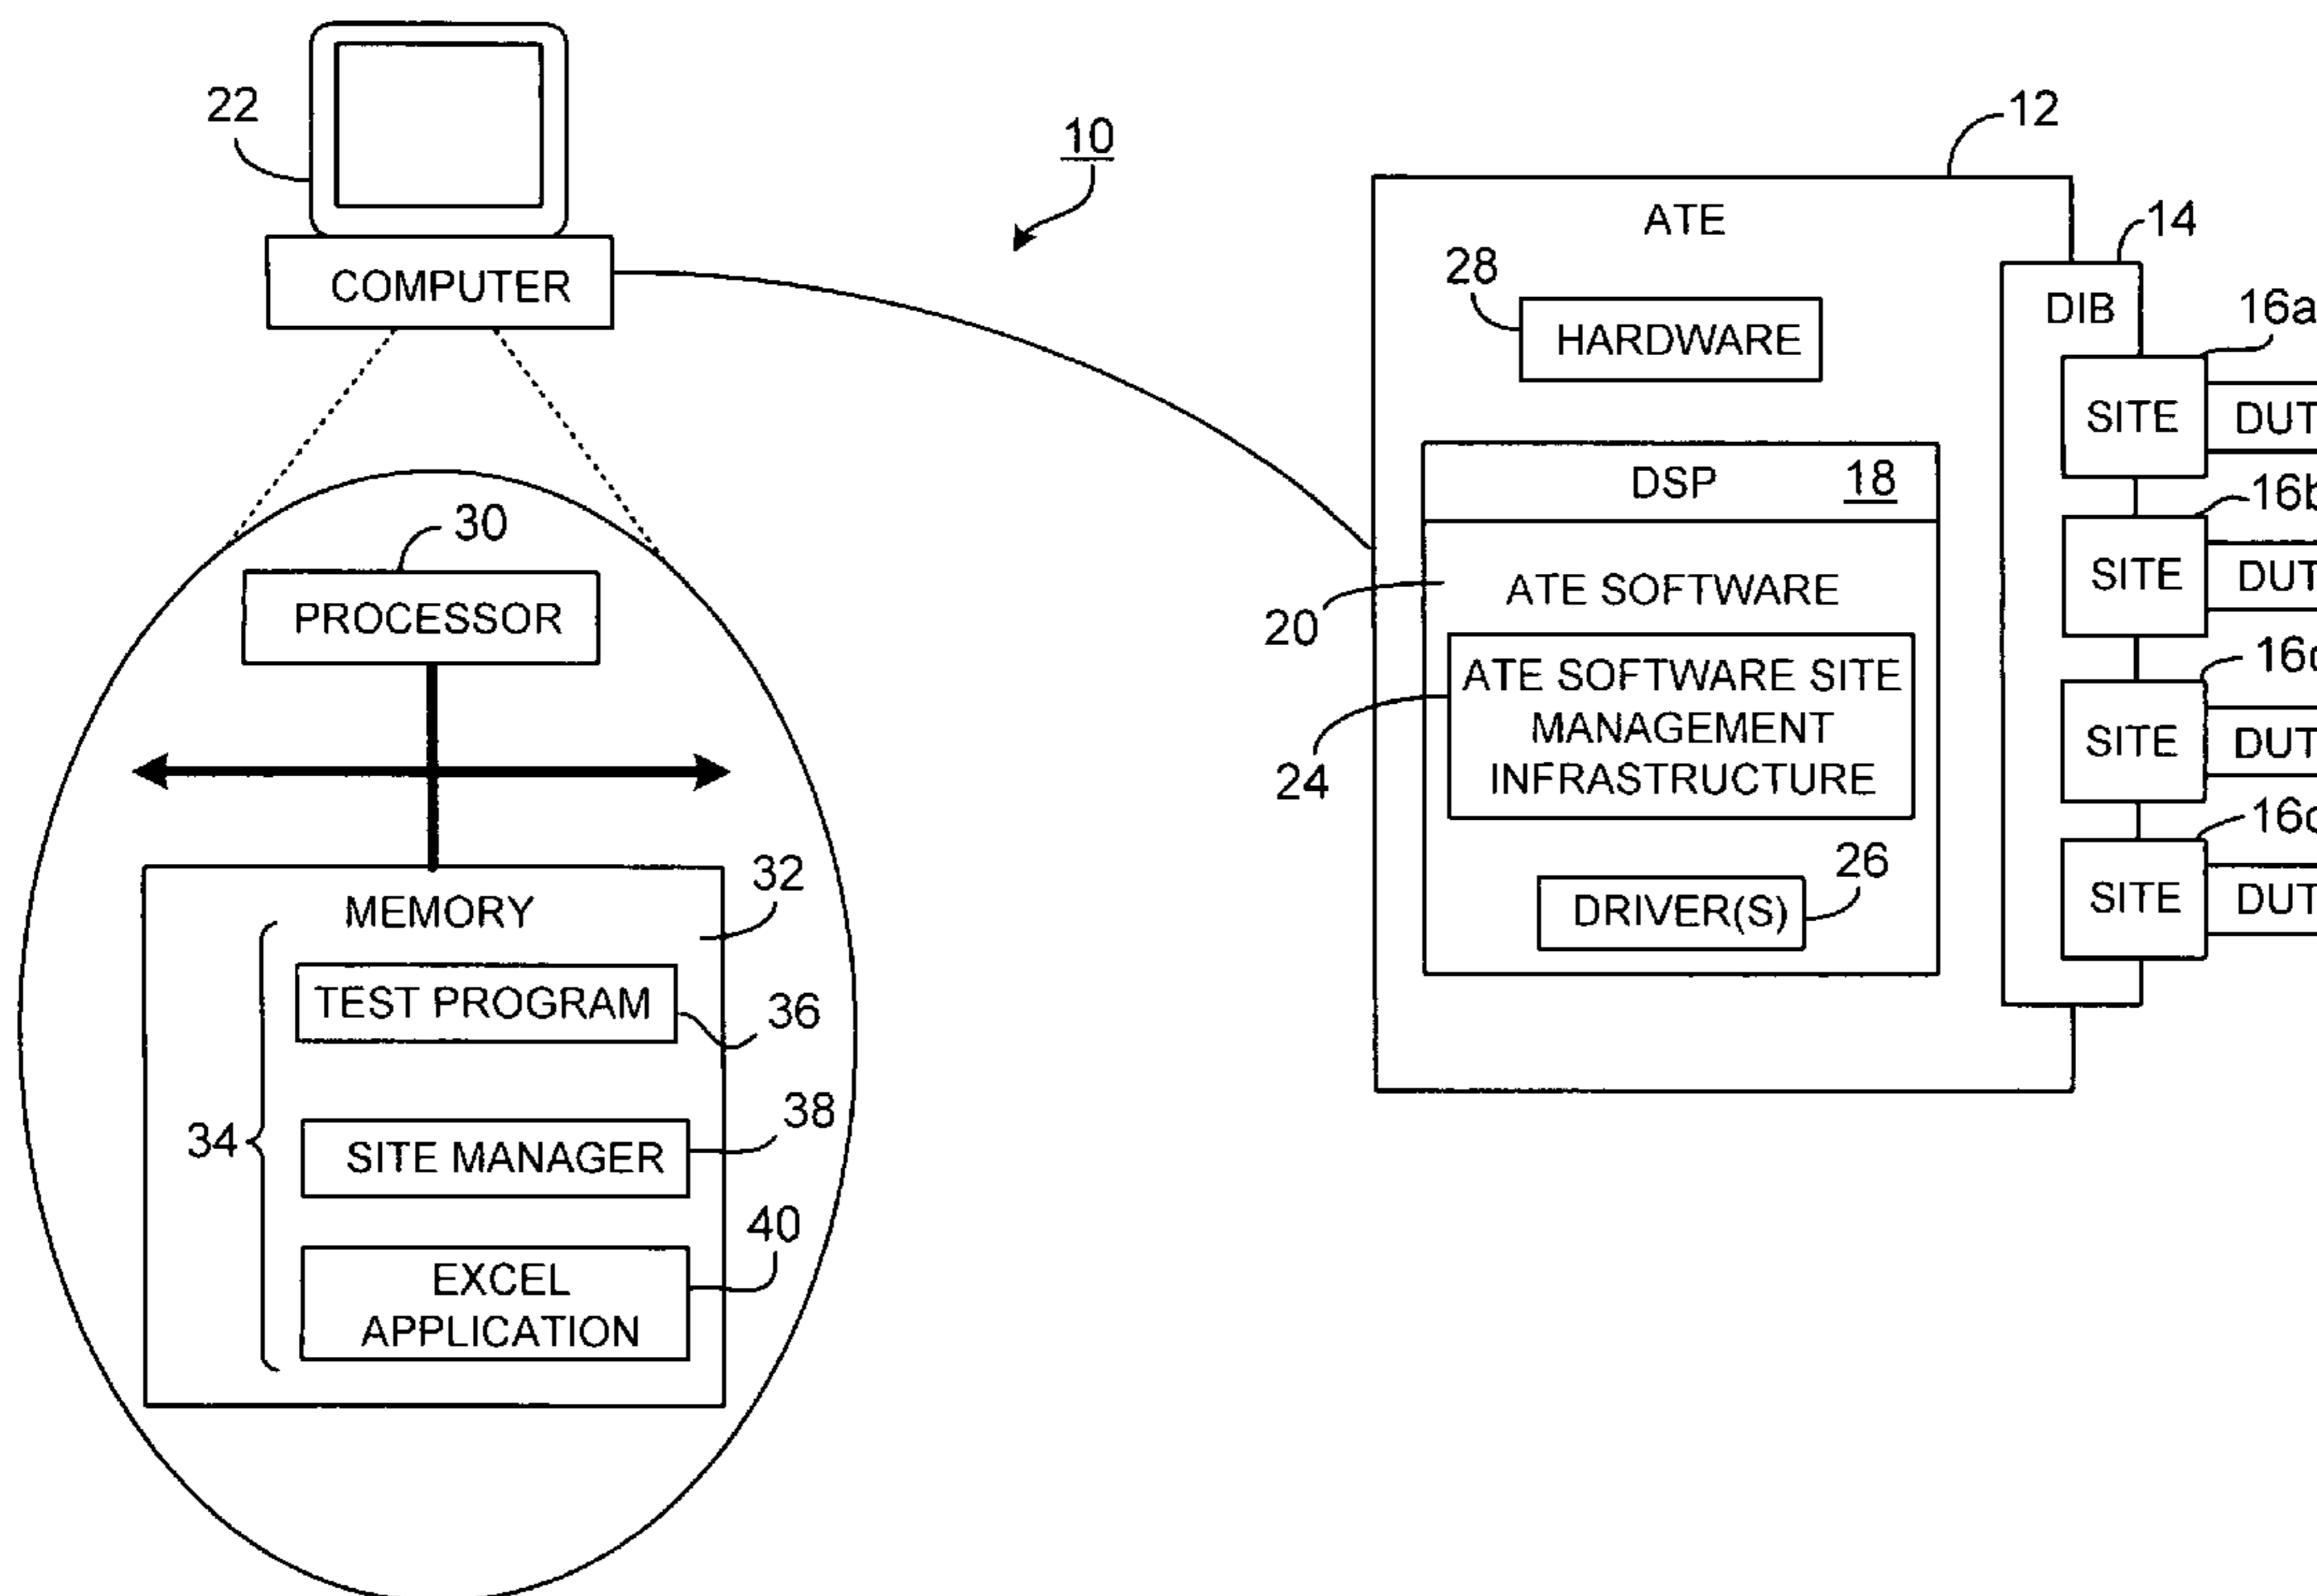 22
COMPUTER
10
12
ATE
14
28
HARDWARE
DIB
16a
SITE
DUT
DSP
18
16b
SITE
DUT
20
ATE SOFTWARE
24
ATE SOFTWARE SITE
MANAGEMENT
INFRASTRUCTURE
SITE
DUT
26
DRIVER(S)
SITE
DUT
30
PROCESSOR
32
MEMORY
34
TEST PROGRAM
36
SITE MANAGER
38
EXCEL
APPLICATION
40